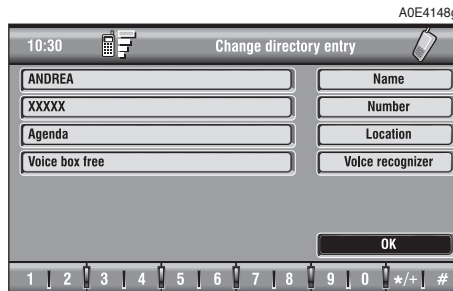 A0E4148g
10:30 Change directory entry
ANDREA Name
XXXXX Number
Agenda Location
Voice box free Voice recognizer
OK
1 2 3 4 5 6 7 8 9 0 */+ #